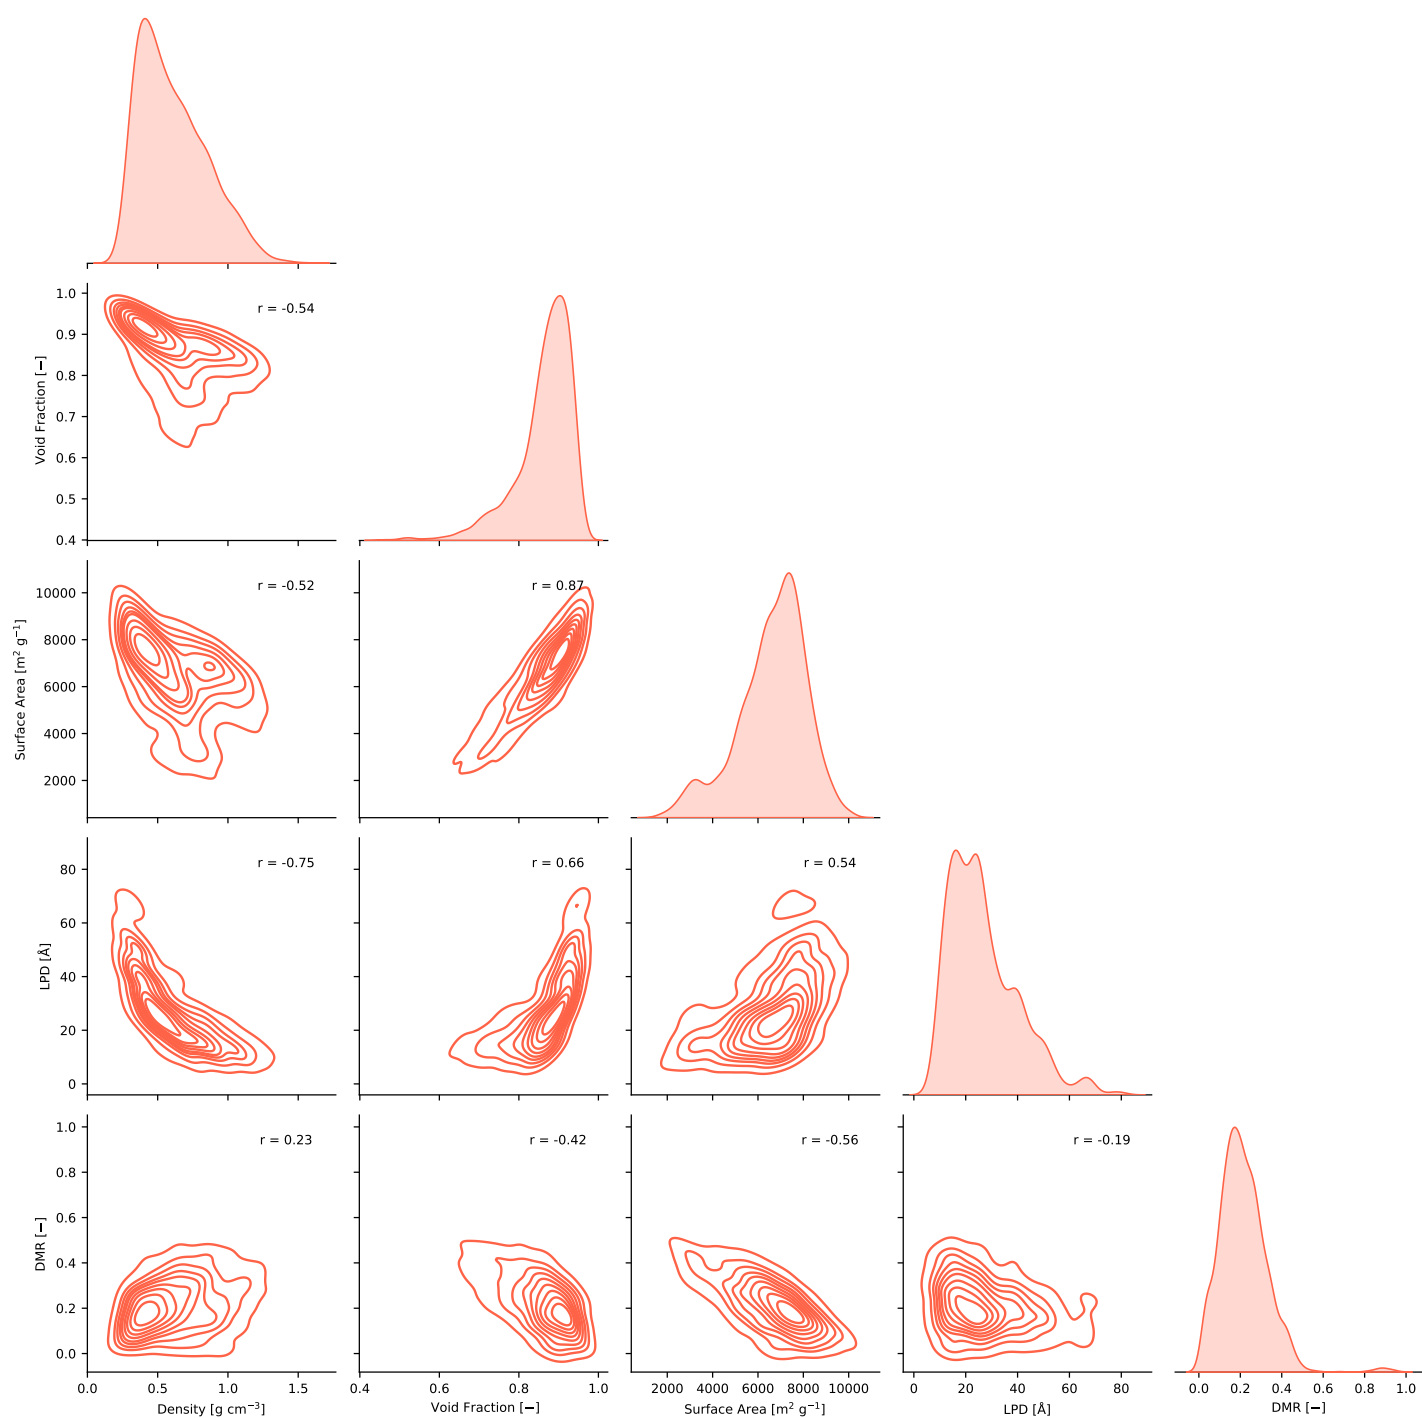 1.0
0.9
0.8
0.7
0.6
0.5
0.4
Void Fraction [−]
r = -0.54
10000
8000
6000
4000
2000
Surface Area [m² g⁻¹]
r = -0.52
r = 0.87
80
60
40
20
0
LPD [Å]
r = -0.75
r = 0.66
r = 0.54
1.0
0.8
0.6
0.4
0.2
0.0
DMR [−]
r = 0.23
r = -0.42
r = -0.56
r = -0.19
0.0 0.5 1.0 1.5
Density [g cm⁻³]
0.4 0.6 0.8 1.0
Void Fraction [−]
2000 4000 6000 8000 10000
Surface Area [m² g⁻¹]
0 20 40 60 80
LPD [Å]
0.0 0.2 0.4 0.6 0.8 1.0
DMR [−]